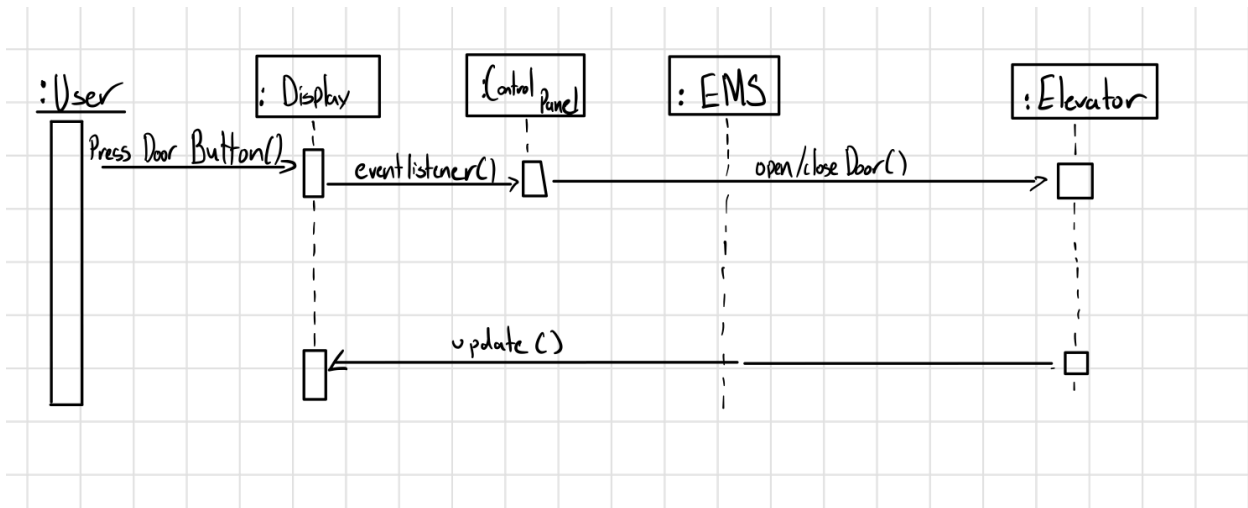 :User
: Display
:Control
Panel
: EMS
:Elevator
Press Door Button()
eventlistener()
open/close Door()
update()